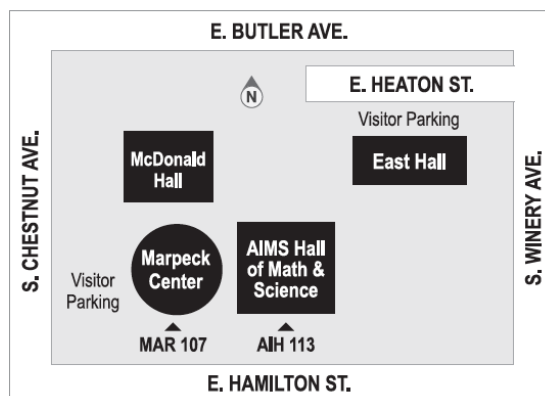 E. BUTLER AVE.
E. HEATON ST.
N
Visitor Parking
McDonald
Hall
East Hall
S. CHESTNUT AVE.
S. WINERY AVE.
Marpeck
Center
AIMS Hall
of Math &
Science
Visitor
Parking
MAR 107
AIH 113
E. HAMILTON ST.